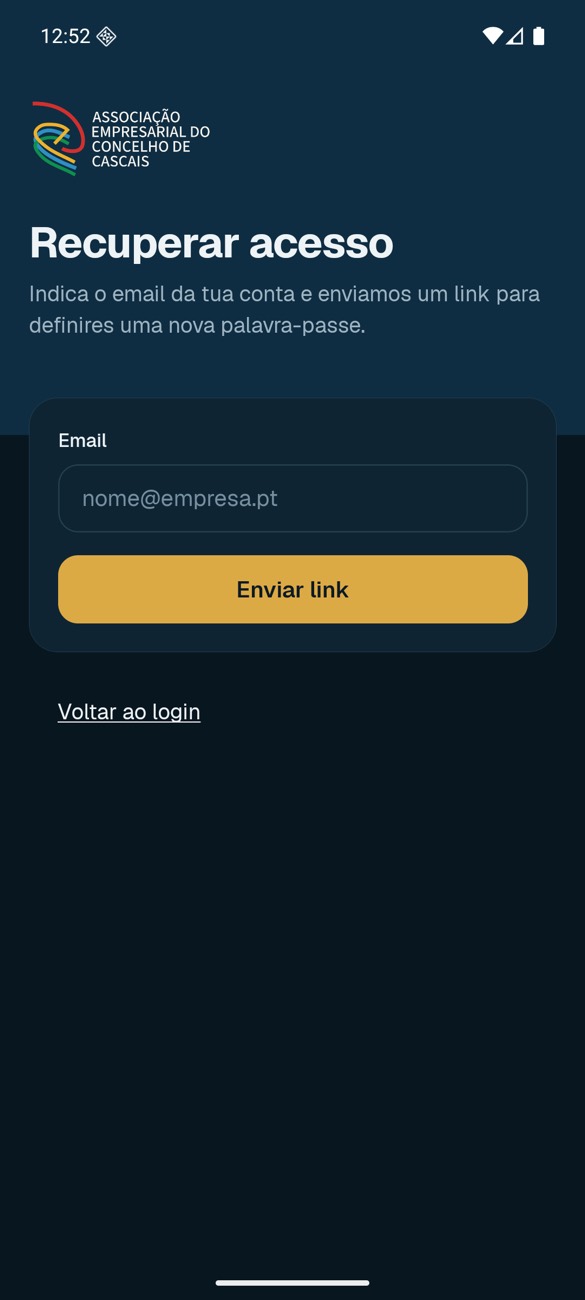 12:52
ASSOCIAÇÃO
EMPRESARIAL DO
CONCELHO DE
CASCAIS
Recuperar acesso
Indica o email da tua conta e enviamos um link para
definires uma nova palavra-passe.
Email
nome@empresa.pt
Enviar link
Voltar ao login